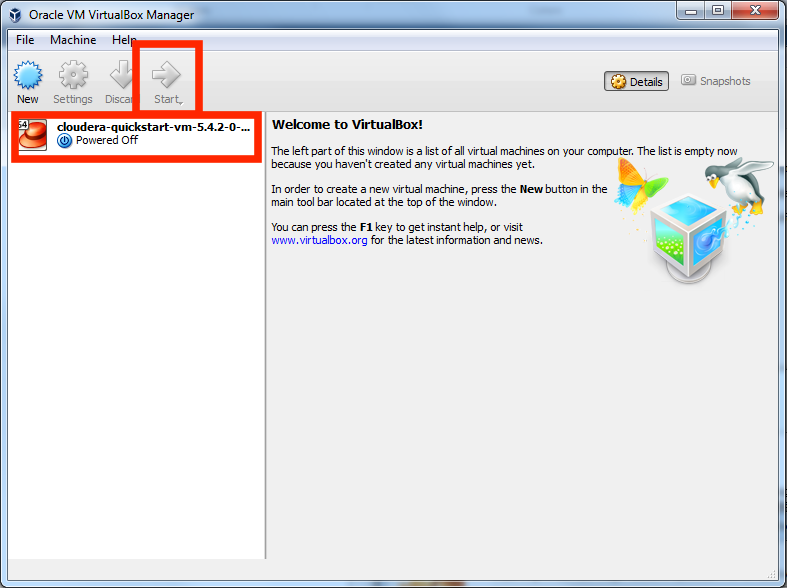 Oracle VM VirtualBox Manager
File Machine Help
New Settings Discar Start
Details Snapshots
64
cloudera-quickstart-vm-5.4.2-0-...
Powered Off
Welcome to VirtualBox!
The left part of this window is a list of all virtual machines on your computer. The list is empty now
because you haven't created any virtual machines yet.
In order to create a new virtual machine, press the New button in the
main tool bar located at the top of the window.
You can press the F1 key to get instant help, or visit
www.virtualbox.org for the latest information and news.